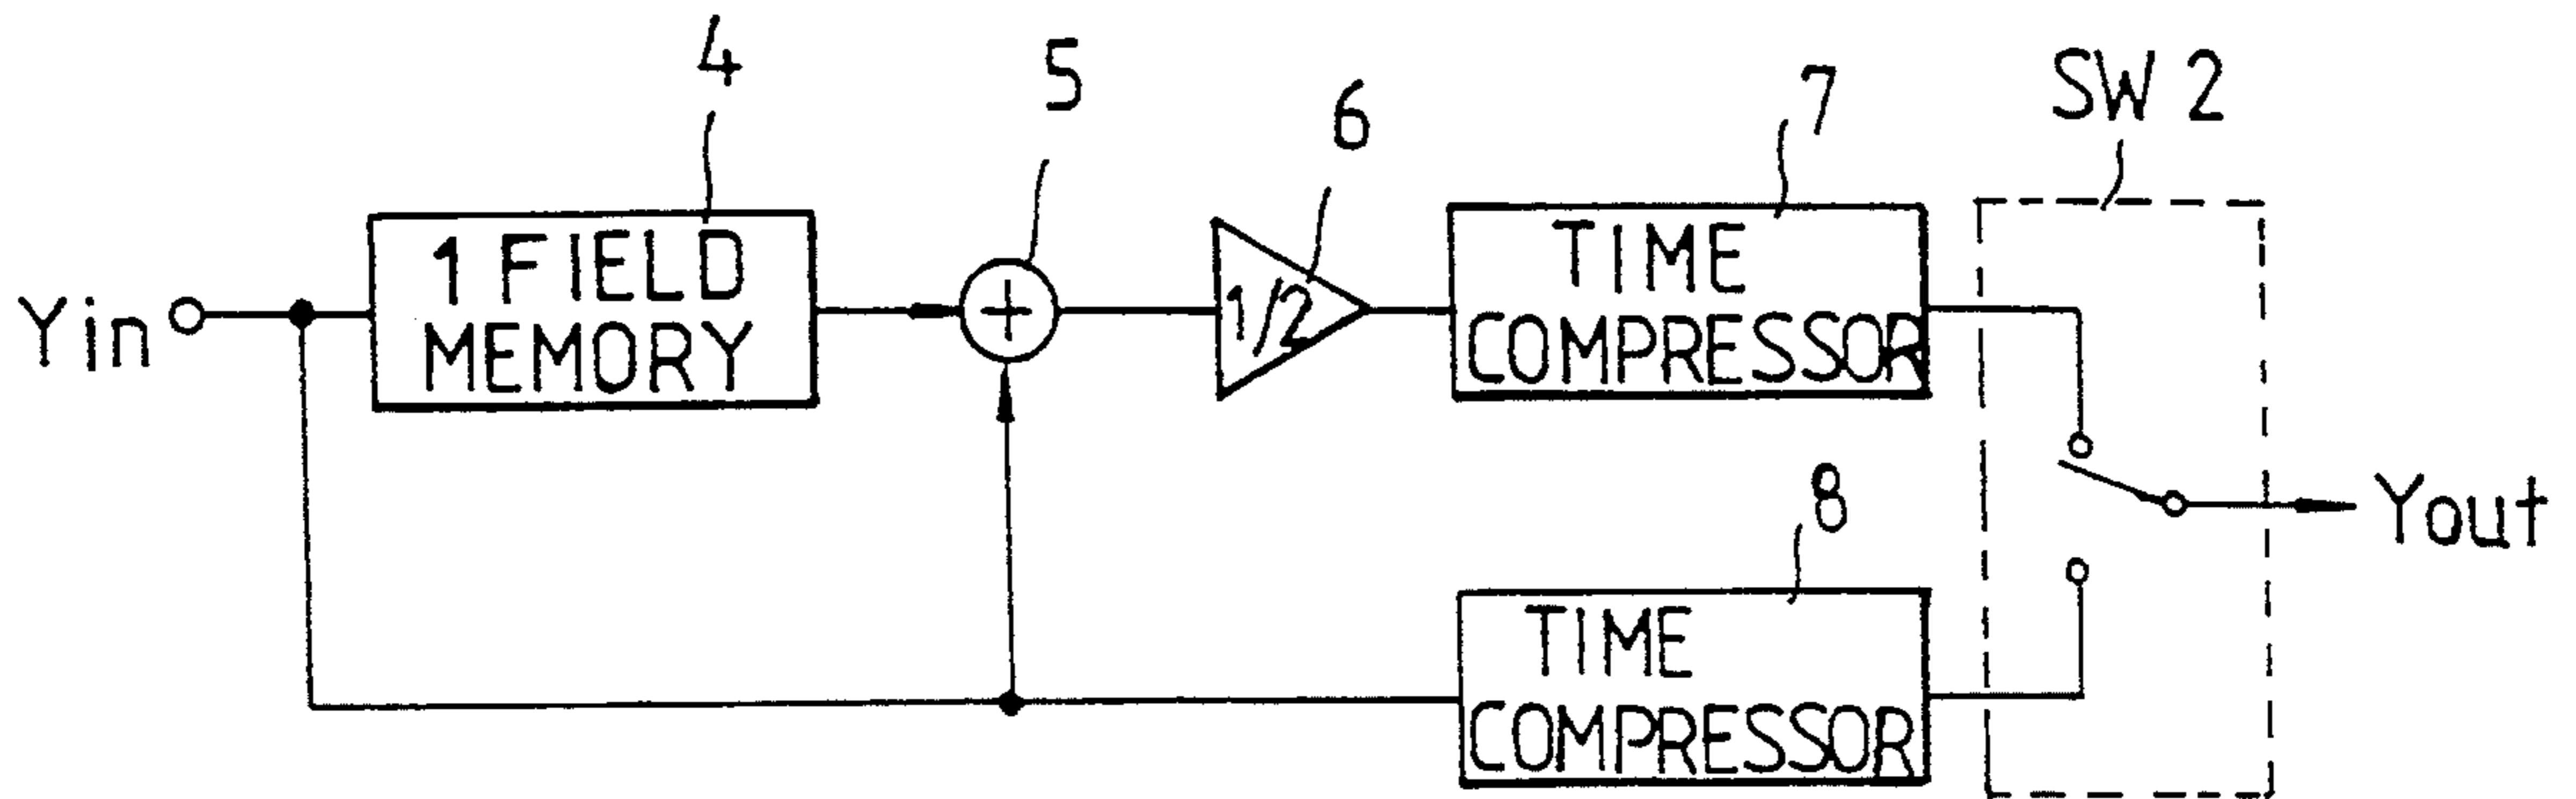 4
5
6
7
SW 2
1 FIELD
MEMORY
+
1/2
TIME
COMPRESSOR
Yin
8
Yout
TIME
COMPRESSOR